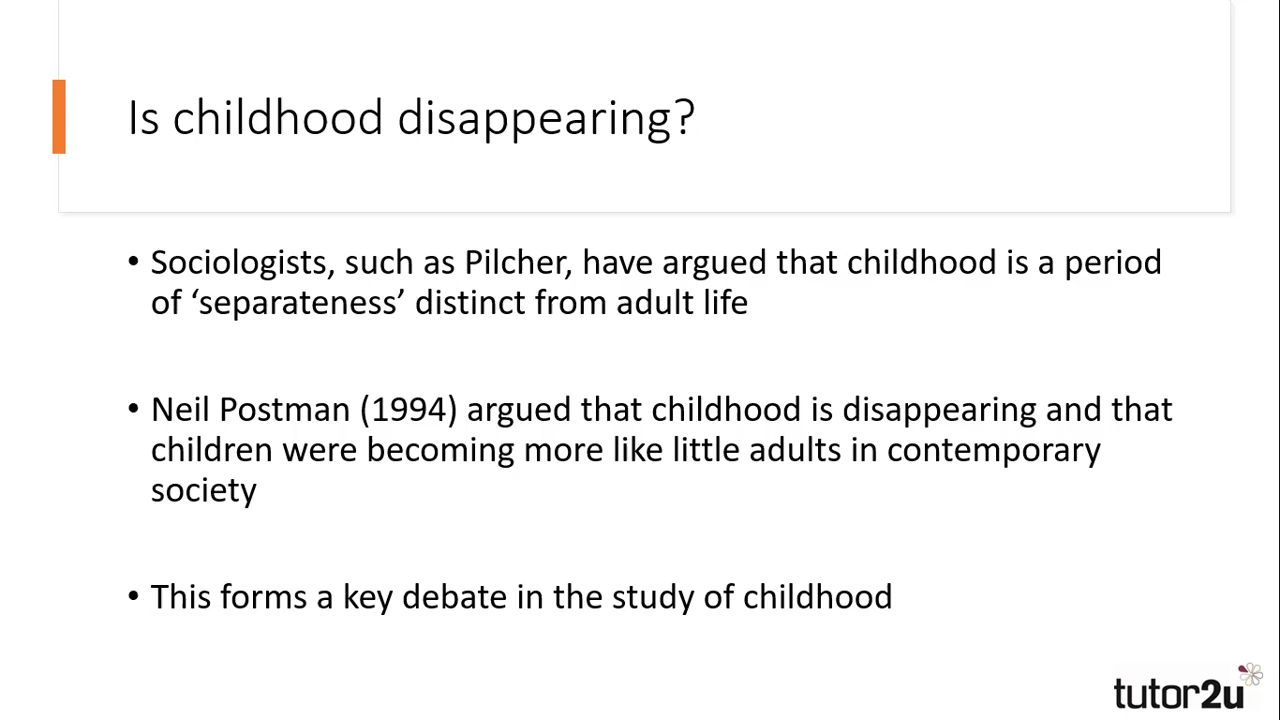 Is childhood disappearing?
• Sociologists, such as Pilcher, have argued that childhood is a period
of ‘separateness’ distinct from adult life
• Neil Postman (1994) argued that childhood is disappearing and that
children were becoming more like little adults in contemporary
society
• This forms a key debate in the study of childhood
tutor2u